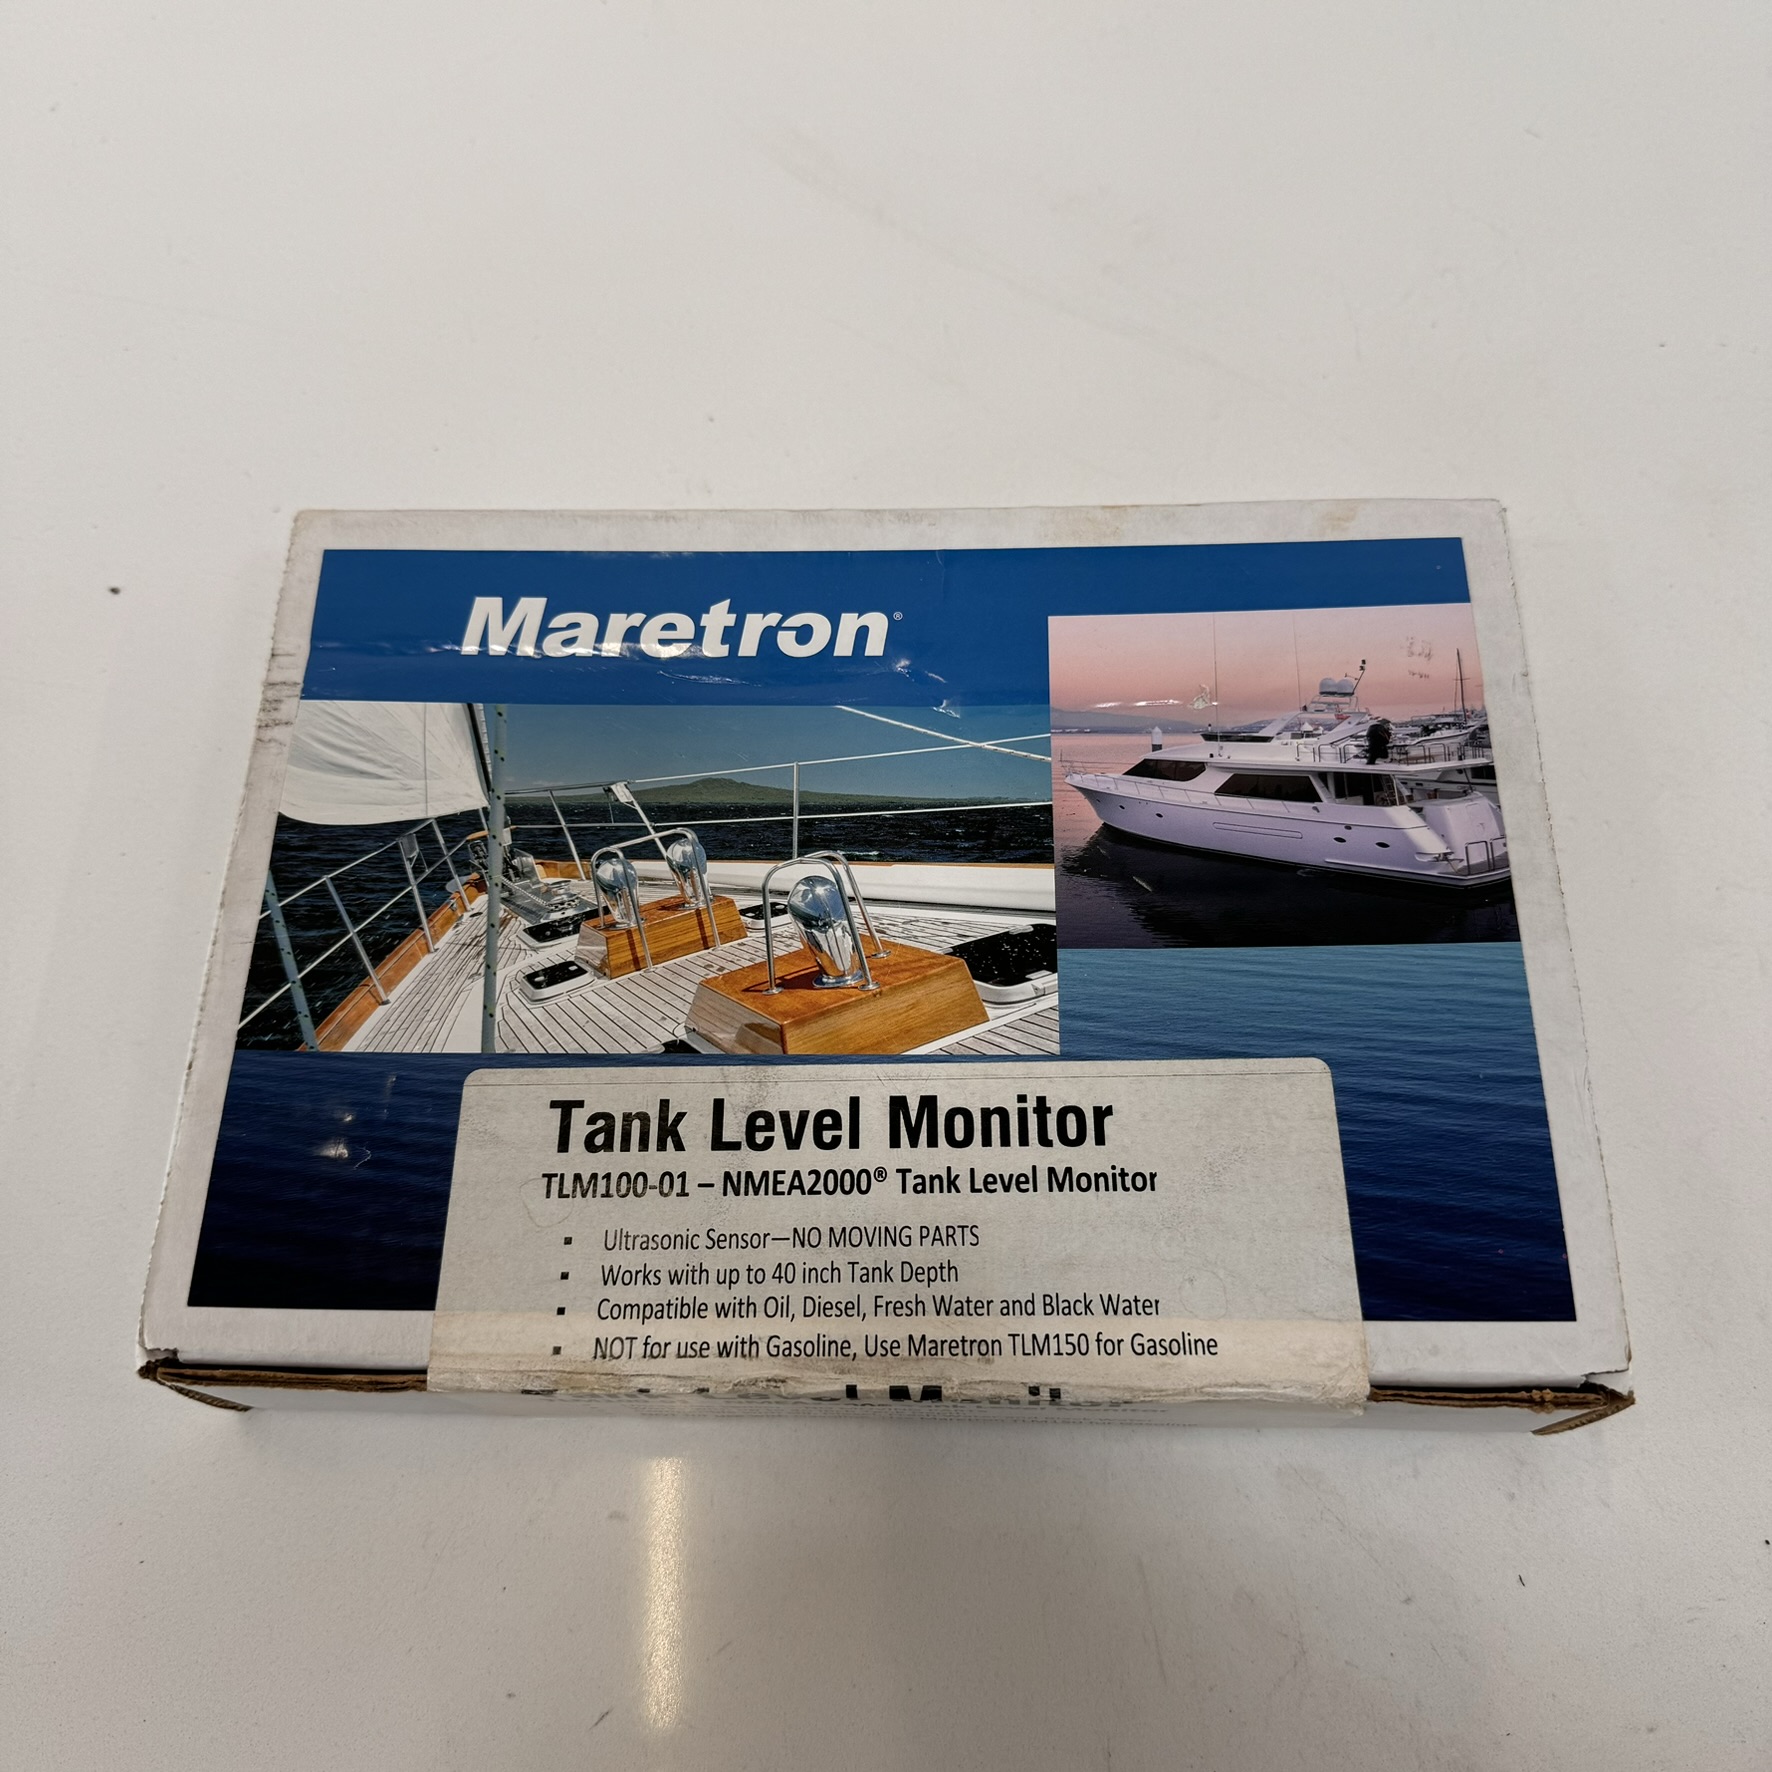 Maretron®
Tank Level Monitor
TLM100-01 – NMEA2000® Tank Level Monitor
▪ Ultrasonic Sensor—NO MOVING PARTS
▪ Works with up to 40 inch Tank Depth
▪ Compatible with Oil, Diesel, Fresh Water and Black Water
▪ NOT for use with Gasoline, Use Maretron TLM150 for Gasoline